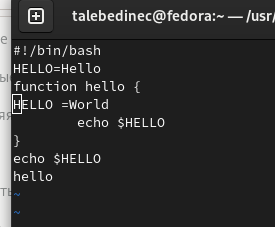 talebedinec@fedora:~ — /usr/
#!/bin/bash
HELLO=Hello
function hello {
HELLO =World
        echo $HELLO
}
echo $HELLO
hello
~
~